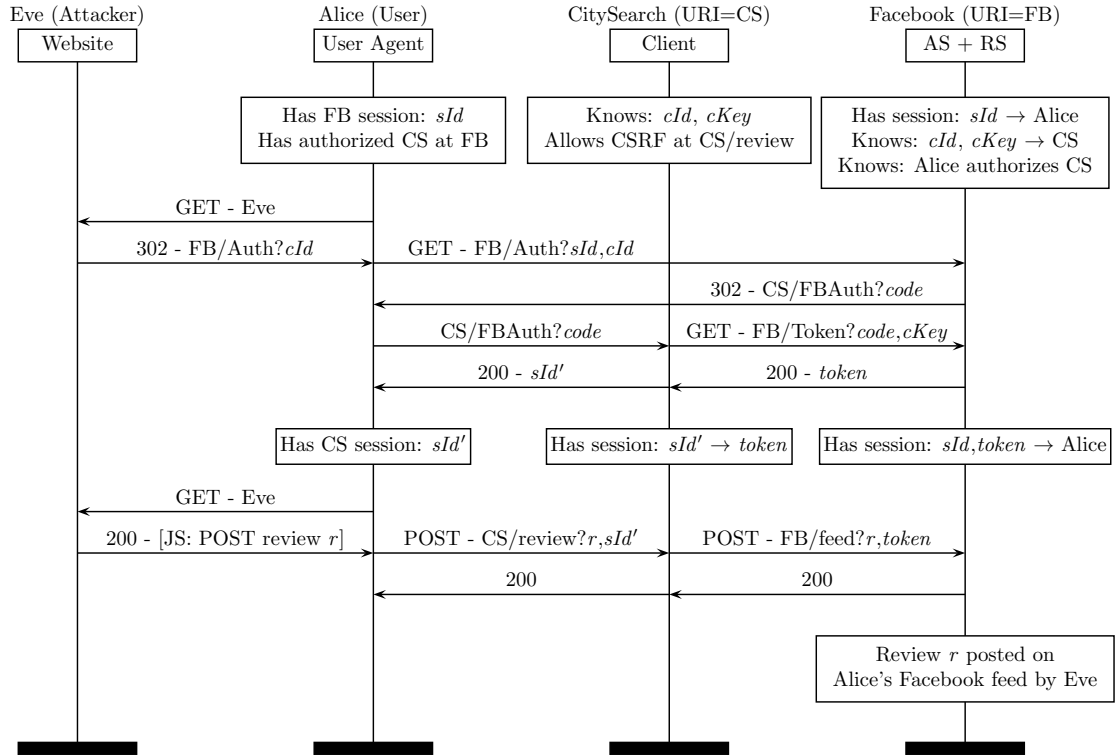 Eve (Attacker) Alice (User) CitySearch (URI=CS) Facebook (URI=FB)
Website User Agent Client AS + RS
Has FB session: sId
Has authorized CS at FB
Knows: cId, cKey
Allows CSRF at CS/review
Has session: sId → Alice
Knows: cId, cKey → CS
Knows: Alice authorizes CS
GET - Eve
302 - FB/Auth?cId GET - FB/Auth?sId,cId
302 - CS/FBAuth?code
CS/FBAuth?code GET - FB/Token?code,cKey
200 - sId′ 200 - token
Has CS session: sId′ Has session: sId′ → token Has session: sId,token → Alice
GET - Eve
200 - [JS: POST review r] POST - CS/review?r,sId′ POST - FB/feed?r,token
200 200
Review r posted on
Alice's Facebook feed by Eve